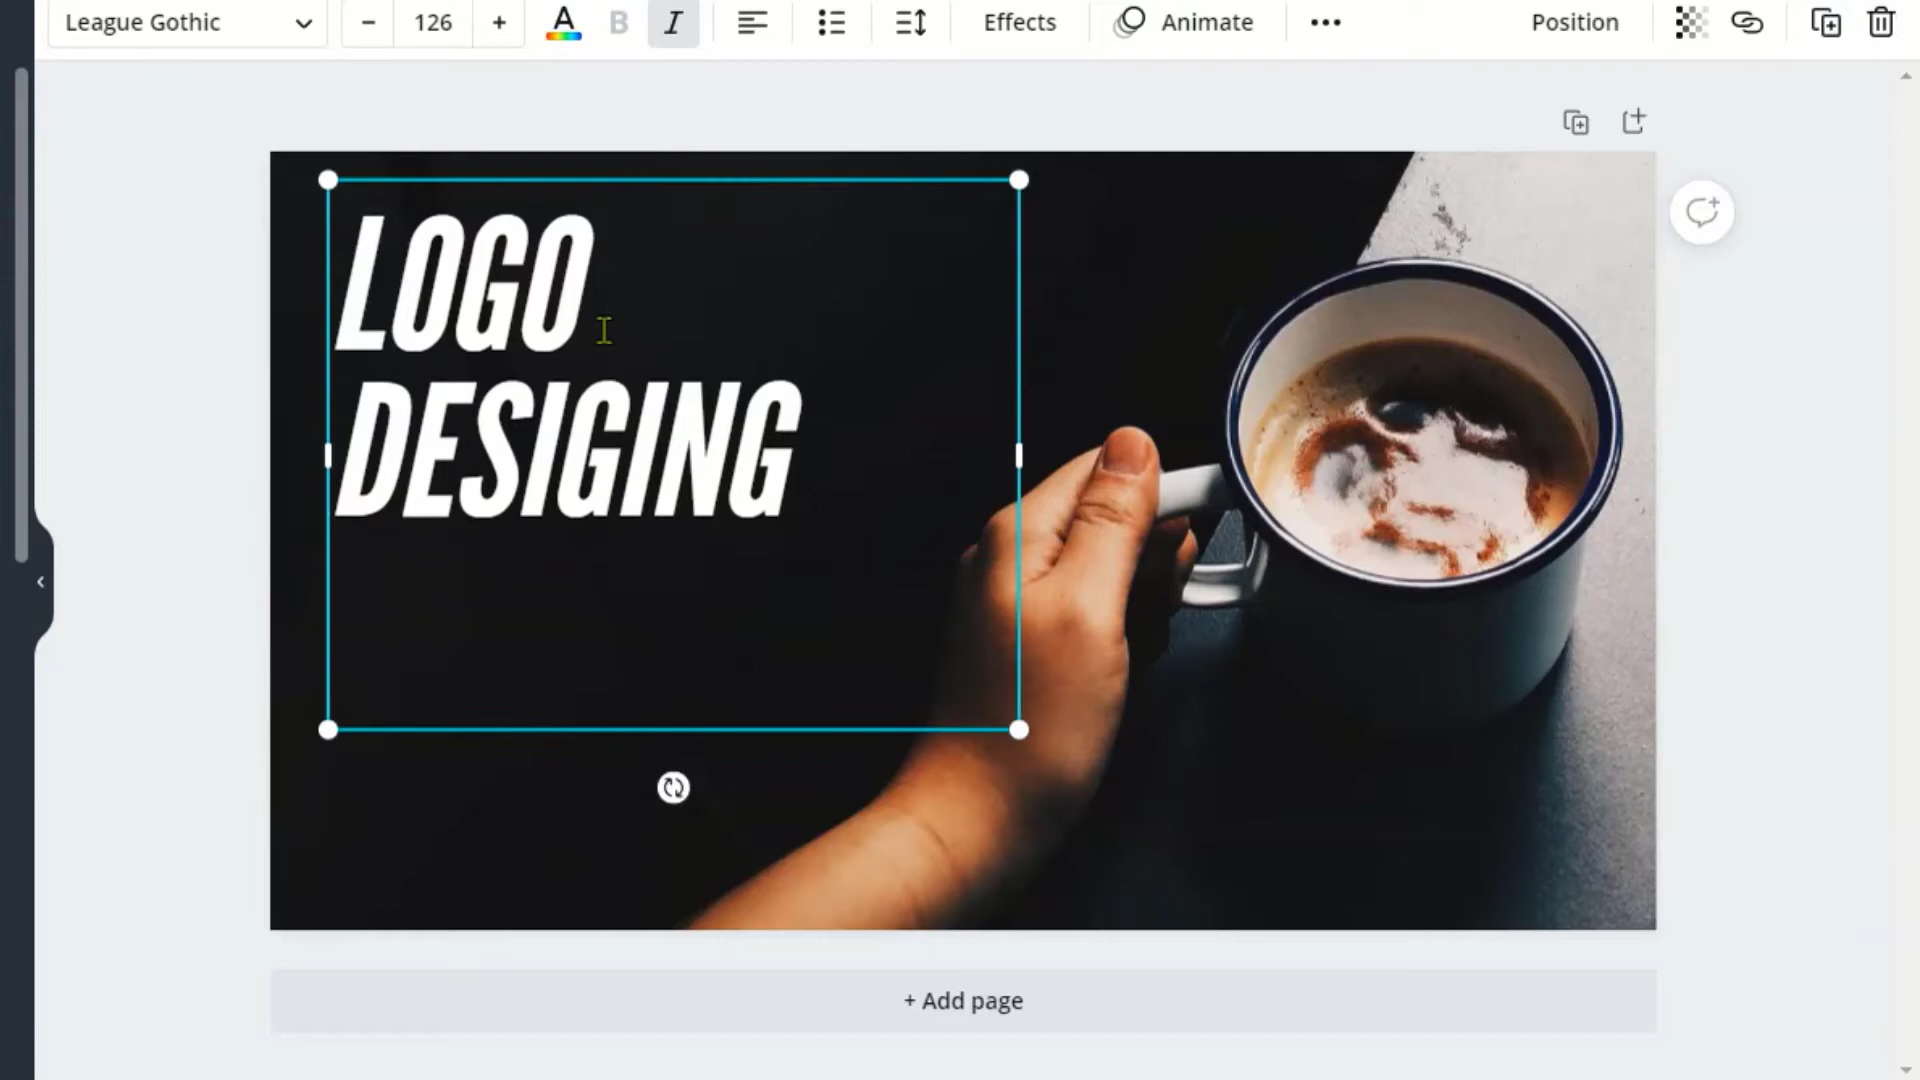 League Gothic
126
A
B
I
Effects
Animate
Position
LOGO
DESIGING
+ Add page